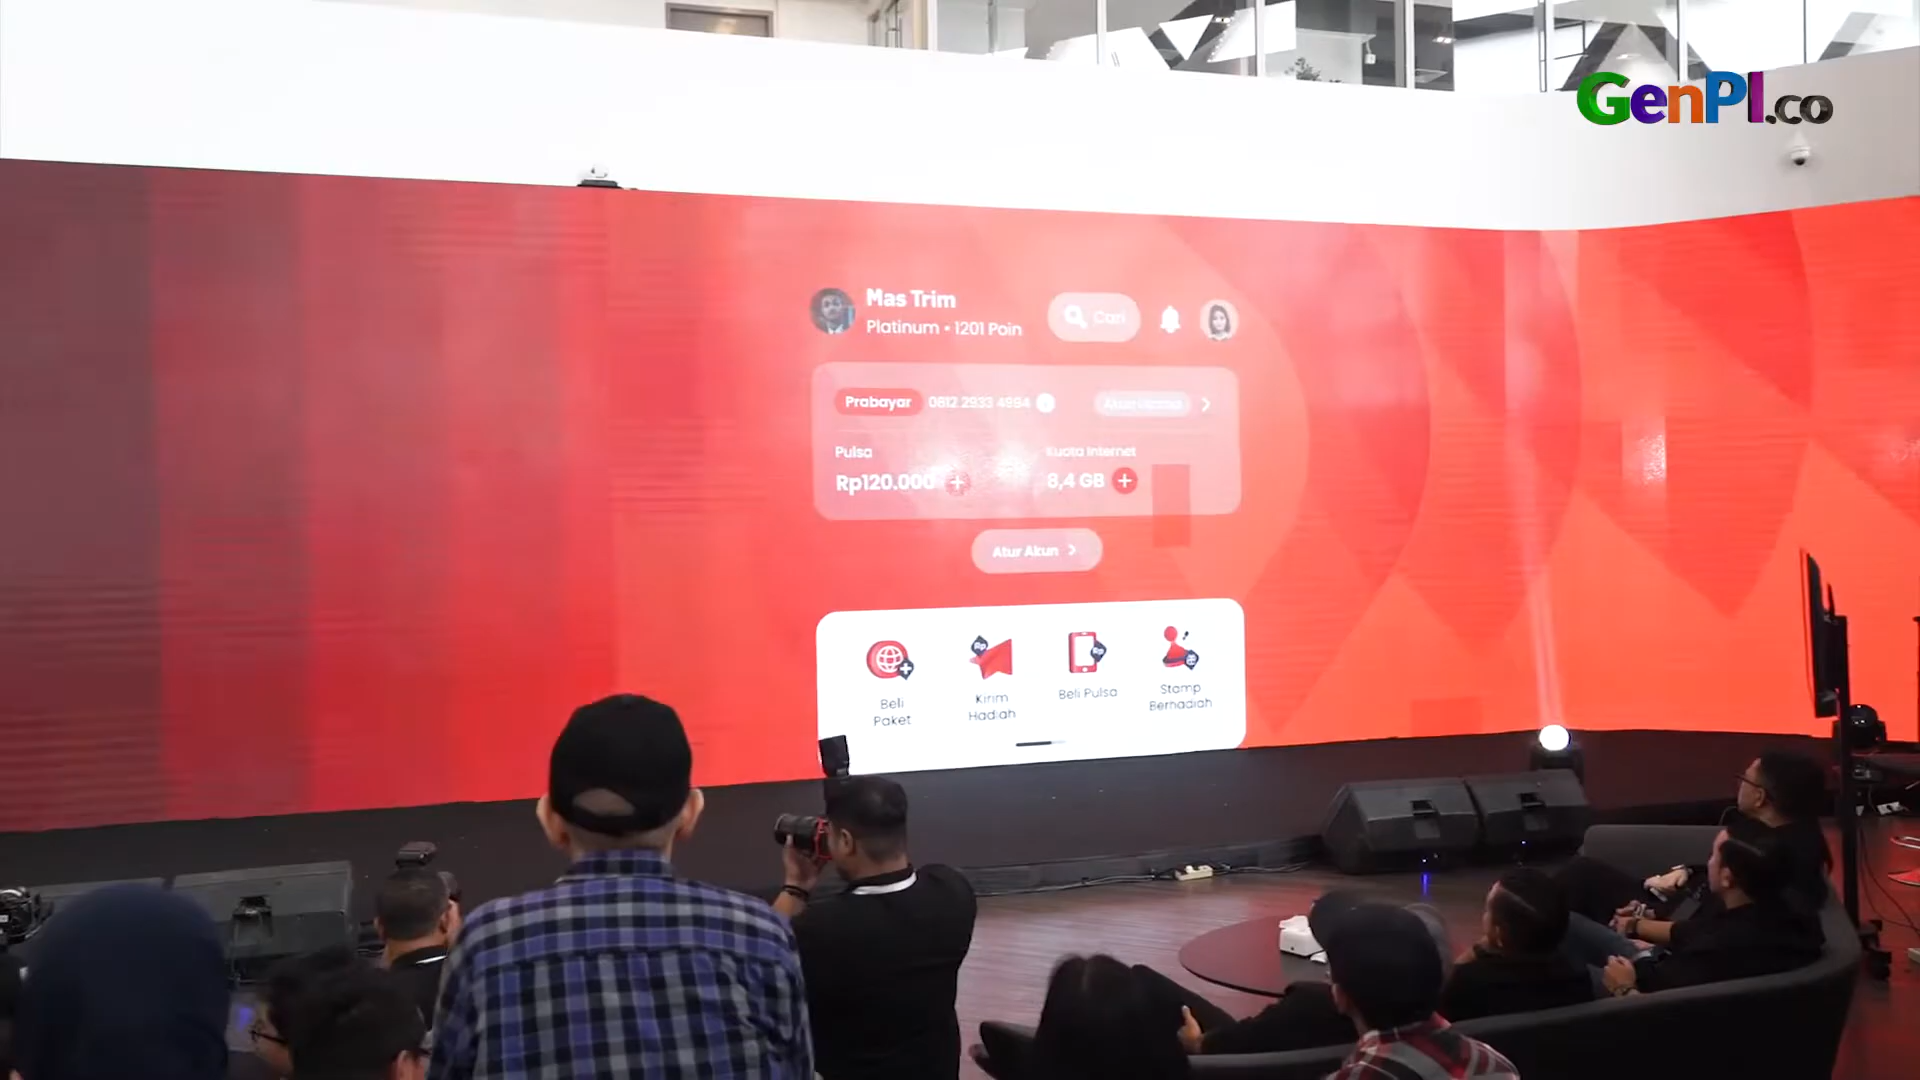 GenPI.co
Mas Trim
Platinum • 1201 Poin
Cari
Prabayar 0812 2933 4994
Pulsa
Kuota Internet
Rp120.000
8,4 GB
Atur Akun
Beli
Paket
Kirim
Hadiah
Beli Pulsa
Stamp
Berhadiah